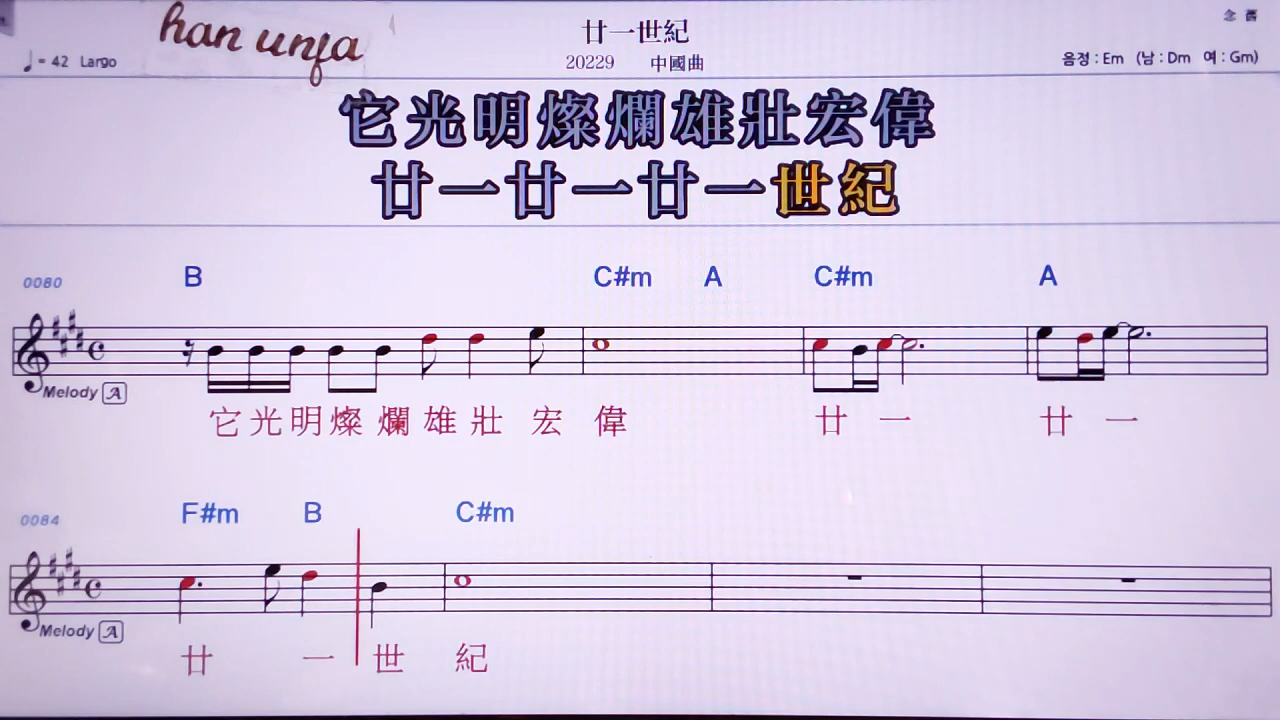 han unja
廿一世紀
念 舊
♩= 42 Largo
20229 中國曲
음정 : Em (남 : Dm 여 : Gm)
它光明燦爛雄壯宏偉
廿一廿一廿一世紀
0080 B C#m A C#m A
Melody A
它光明燦 爛 雄 壯 宏 偉 廿 一 廿 一
0084 F#m B C#m
Melody A
廿 一 世 紀